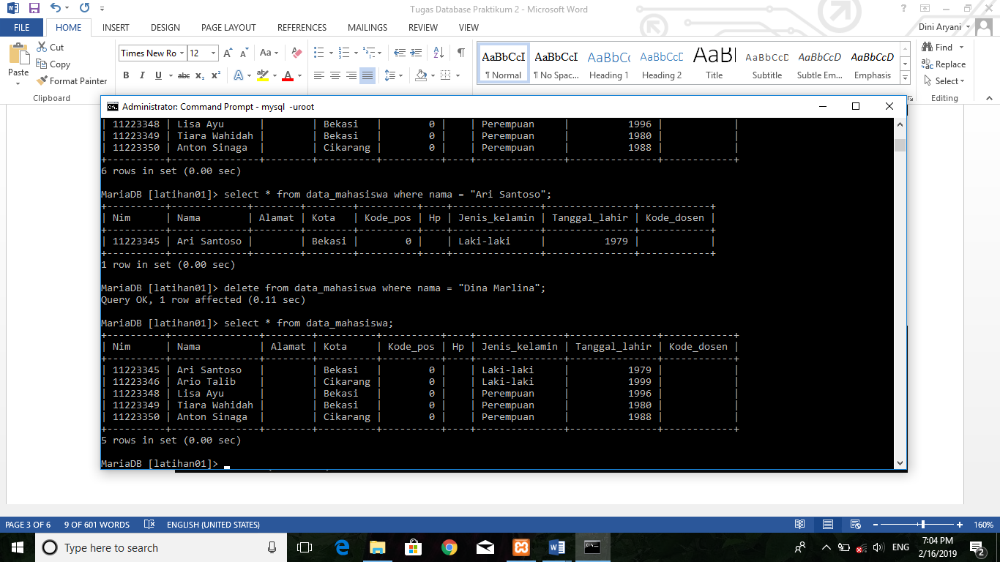 Tugas Database Praktikum 2 - Microsoft Word
FILE HOME INSERT DESIGN PAGE LAYOUT REFERENCES MAILINGS REVIEW VIEW Dini Aryani
Paste
Cut
Copy
Format Painter
Clipboard
Times New Ro 12
AaBbCcI AaBbCcI AaBbCc AaBbCcD AaBb AaBbCcD AaBbCcD AaBbCcD
¶ Normal ¶ No Spac... Heading 1 Heading 2 Title Subtitle Subtle Em... Emphasis
Find
Replace
Select
Editing
Administrator: Command Prompt - mysql -uroot
| 11223348 | Lisa Ayu | | Bekasi | 0 | | Perempuan | 1996 | |
| 11223349 | Tiara Wahidah | | Bekasi | 0 | | Perempuan | 1980 | |
| 11223350 | Anton Sinaga | | Cikarang | 0 | | Perempuan | 1988 | |
6 rows in set (0.00 sec)
MariaDB [latihan01]> select * from data_mahasiswa where nama = "Ari Santoso";
| Nim | Nama | Alamat | Kota | Kode_pos | Hp | Jenis_kelamin | Tanggal_lahir | Kode_dosen |
| 11223345 | Ari Santoso | | Bekasi | 0 | | Laki-laki | 1979 | |
1 row in set (0.00 sec)
MariaDB [latihan01]> delete from data_mahasiswa where nama = "Dina Marlina";
Query OK, 1 row affected (0.11 sec)
MariaDB [latihan01]> select * from data_mahasiswa;
| Nim | Nama | Alamat | Kota | Kode_pos | Hp | Jenis_kelamin | Tanggal_lahir | Kode_dosen |
| 11223345 | Ari Santoso | | Bekasi | 0 | | Laki-laki | 1979 | |
| 11223346 | Ario Talib | | Cikarang | 0 | | Laki-laki | 1999 | |
| 11223348 | Lisa Ayu | | Bekasi | 0 | | Perempuan | 1996 | |
| 11223349 | Tiara Wahidah | | Bekasi | 0 | | Perempuan | 1980 | |
| 11223350 | Anton Sinaga | | Cikarang | 0 | | Perempuan | 1988 | |
5 rows in set (0.00 sec)
MariaDB [latihan01]>
PAGE 3 OF 6 9 OF 601 WORDS ENGLISH (UNITED STATES) 160%
Type here to search
ENG
7:04 PM
2/16/2019
2